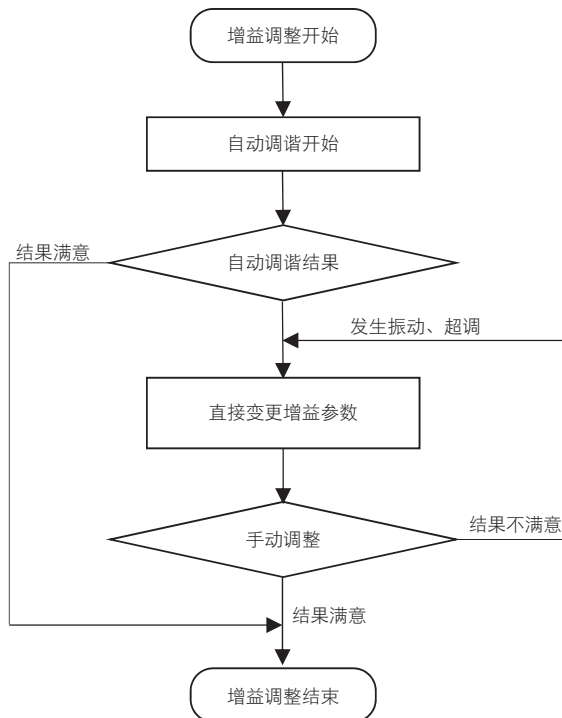 增益调整开始
自动调谐开始
结果满意
自动调谐结果
发生振动、超调
直接变更增益参数
手动调整
结果不满意
结果满意
增益调整结束